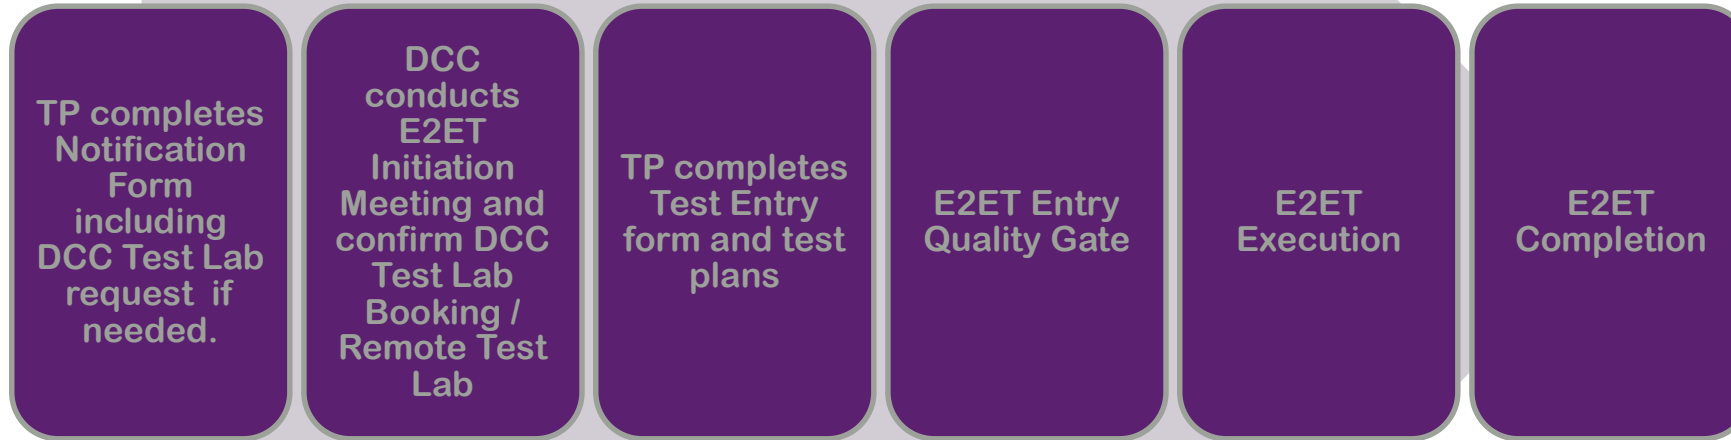 TP completes
Notification
Form
including
DCC Test Lab
request  if
needed.
DCC
conducts
E2ET
Initiation
Meeting and
confirm DCC
Test Lab
Booking /
Remote Test
Lab
TP completes
Test Entry
form and test
plans
E2ET Entry
Quality Gate
E2ET
Execution
E2ET
Completion